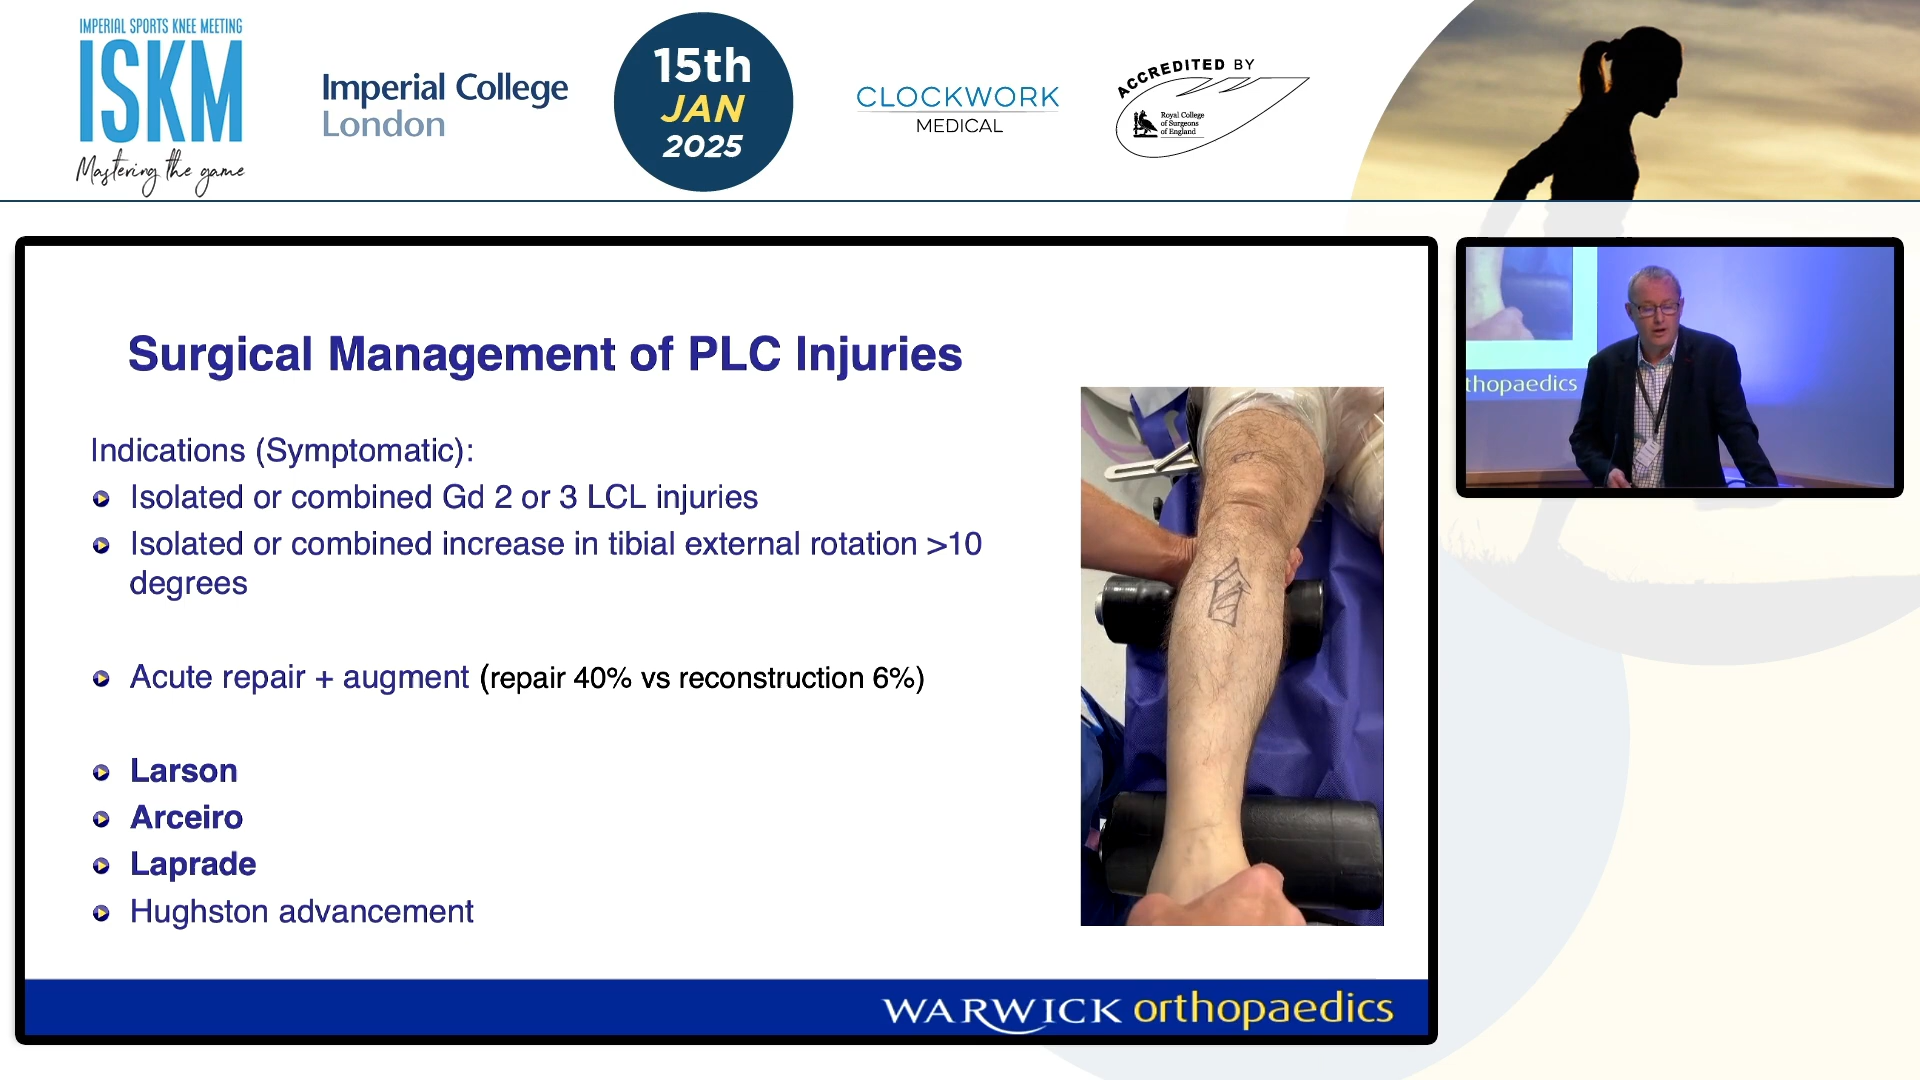 IMPERIAL SPORTS KNEE MEETING
ISKM
Mastering the game
Imperial College
London
15th
JAN
2025
CLOCKWORK
MEDICAL
ACCREDITED BY
Royal College
of Surgeons
of England
Surgical Management of PLC Injuries
Indications (Symptomatic):
Isolated or combined Gd 2 or 3 LCL injuries
Isolated or combined increase in tibial external rotation >10
degrees
Acute repair + augment (repair 40% vs reconstruction 6%)
Larson
Arceiro
Laprade
Hughston advancement
WARWICK orthopaedics
thopaedics